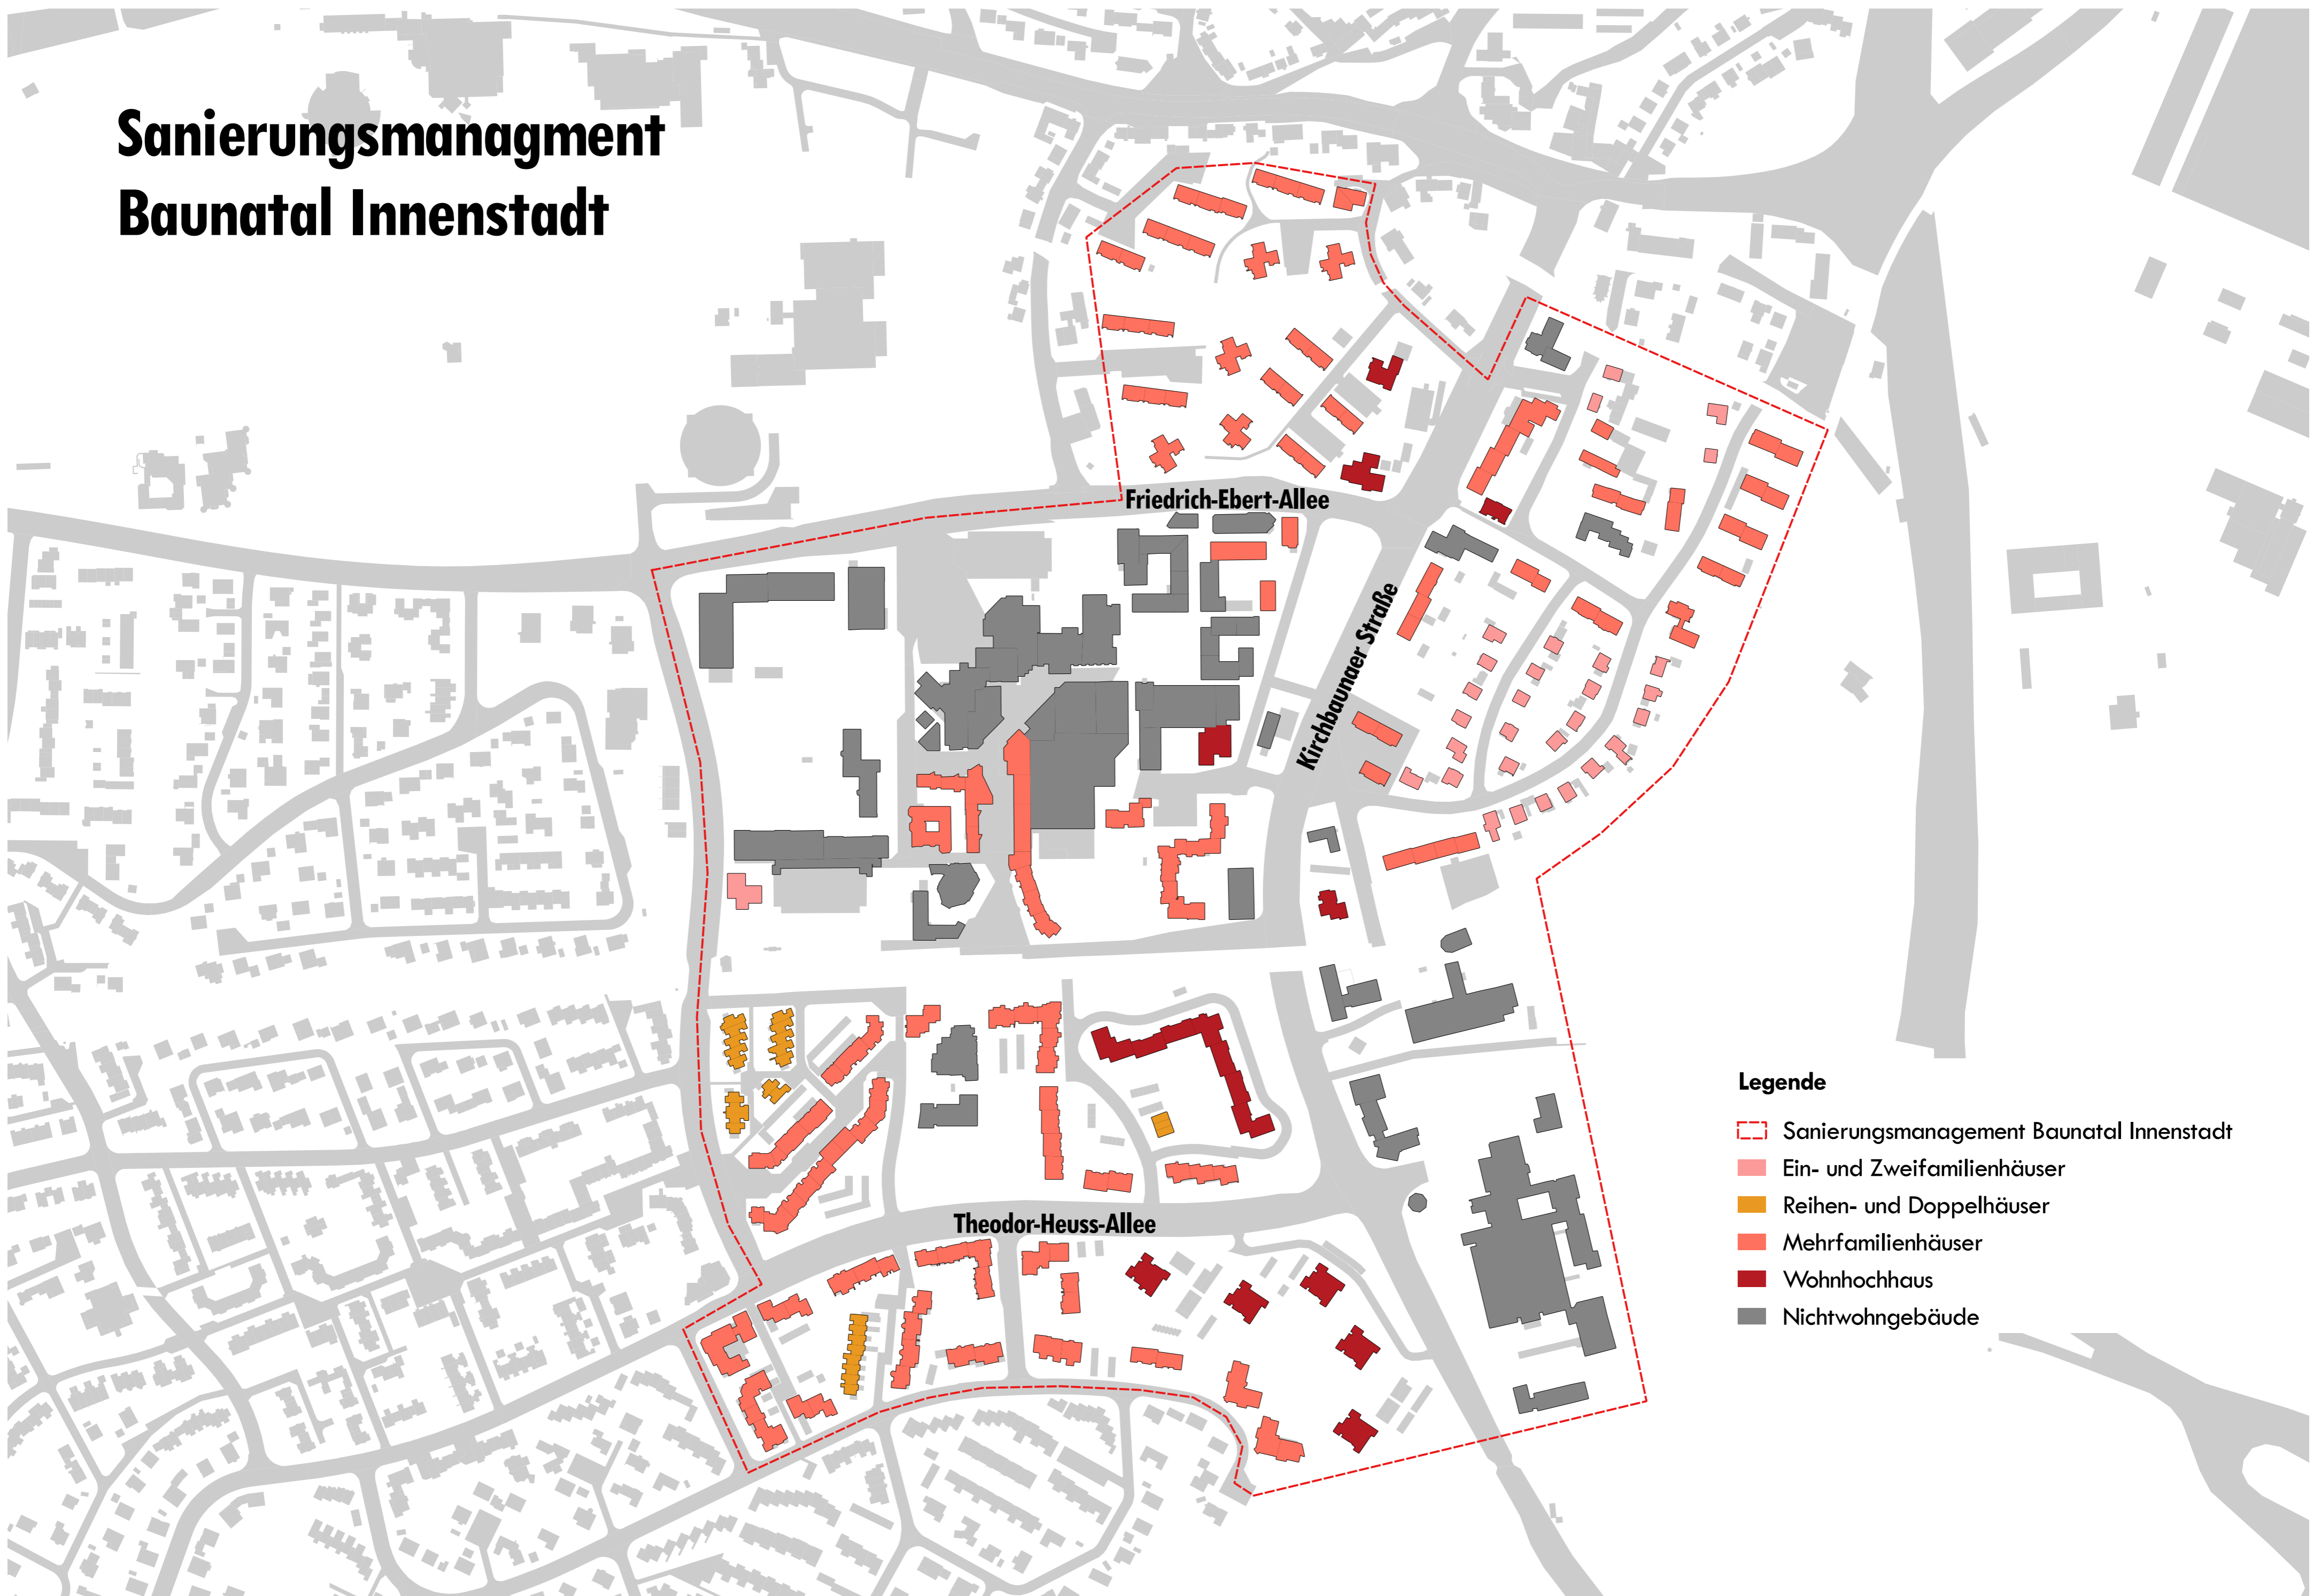 Sanierungsmanagment
Baunatal Innenstadt
Friedrich-Ebert-Allee
Kirchbaunaer Straße
Theodor-Heuss-Allee
Legende
Sanierungsmanagement Baunatal Innenstadt
Ein- und Zweifamilienhäuser
Reihen- und Doppelhäuser
Mehrfamilienhäuser
Wohnhochhaus
Nichtwohngebäude